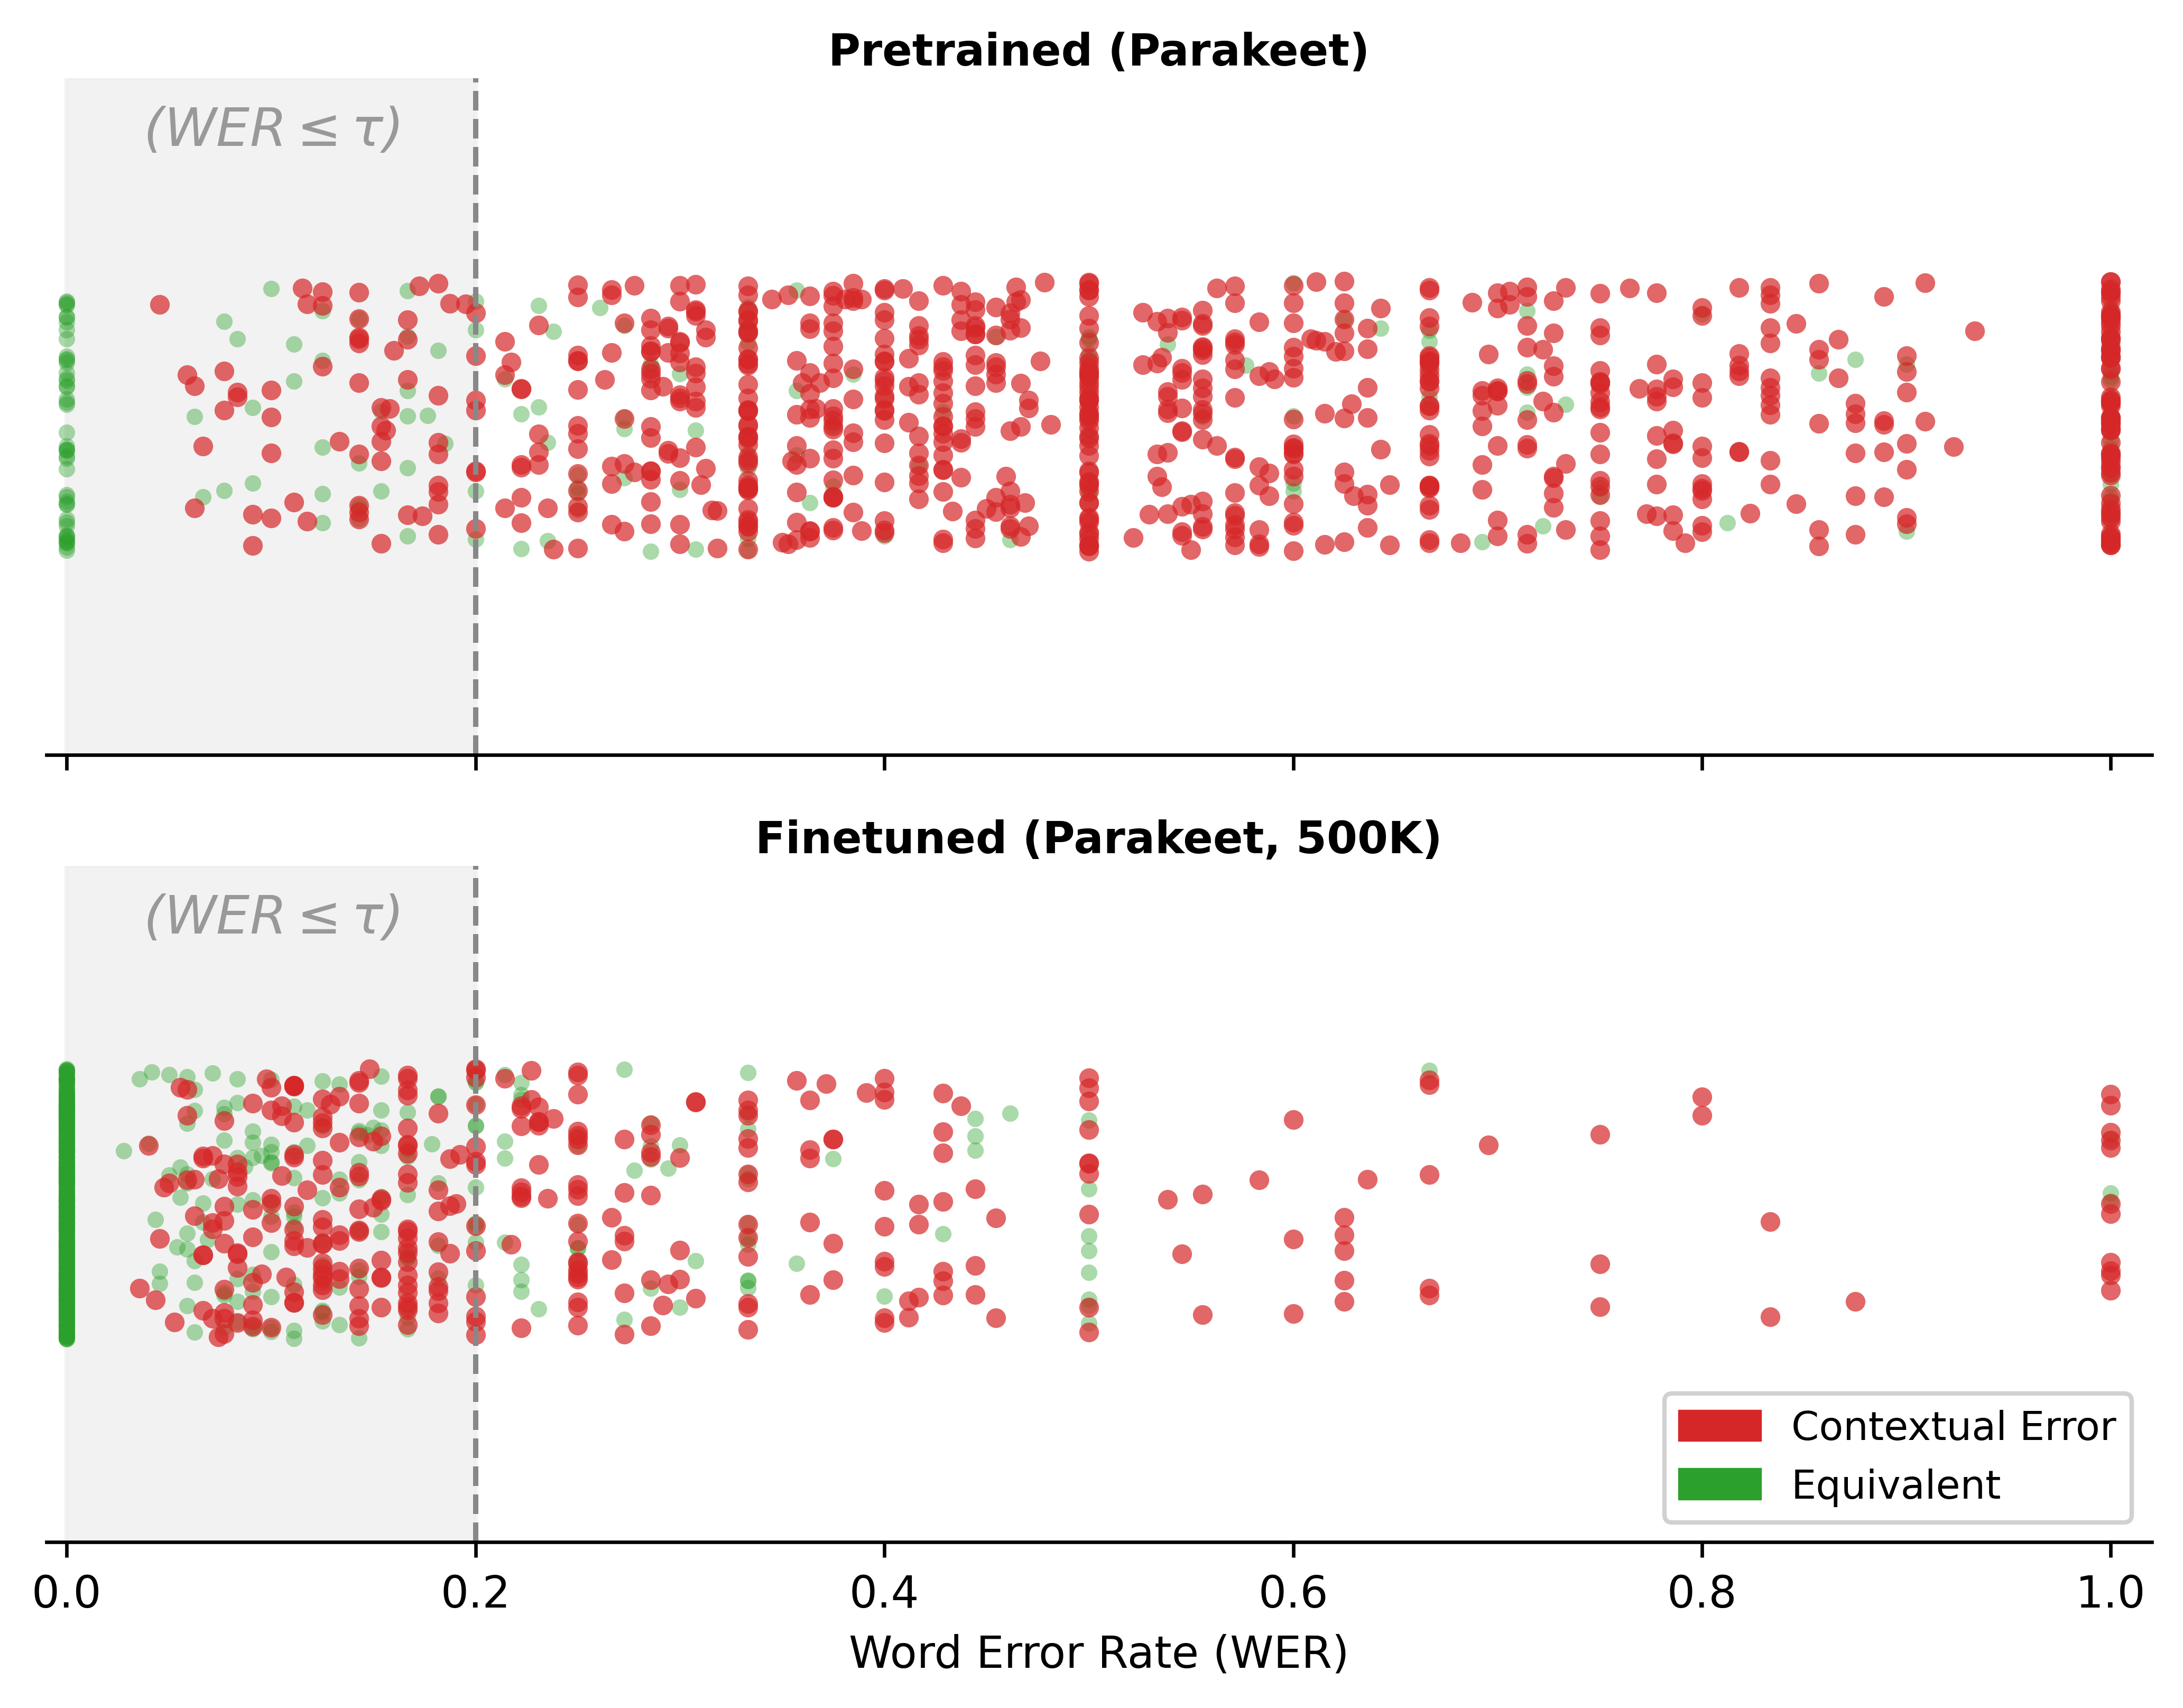 Pretrained (Parakeet)
(WER ≤ τ)
Finetuned (Parakeet, 500K)
(WER ≤ τ)
Contextual Error
Equivalent
0.0 0.2 0.4 0.6 0.8 1.0
Word Error Rate (WER)